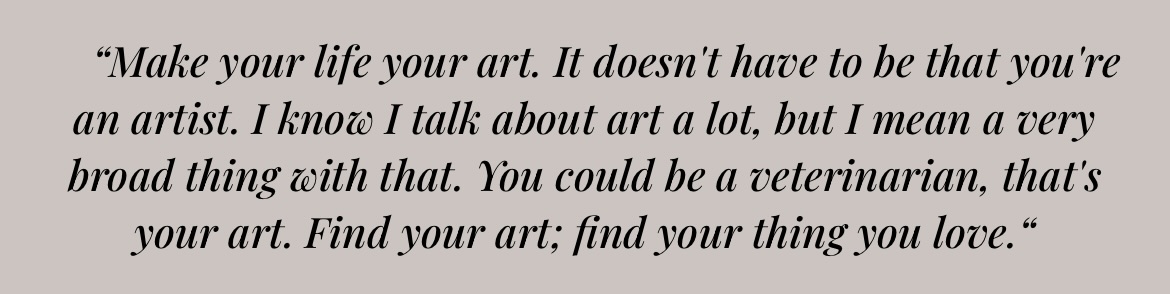 “Make your life your art. It doesn't have to be that you're
an artist. I know I talk about art a lot, but I mean a very
broad thing with that. You could be a veterinarian, that's
your art. Find your art; find your thing you love.“